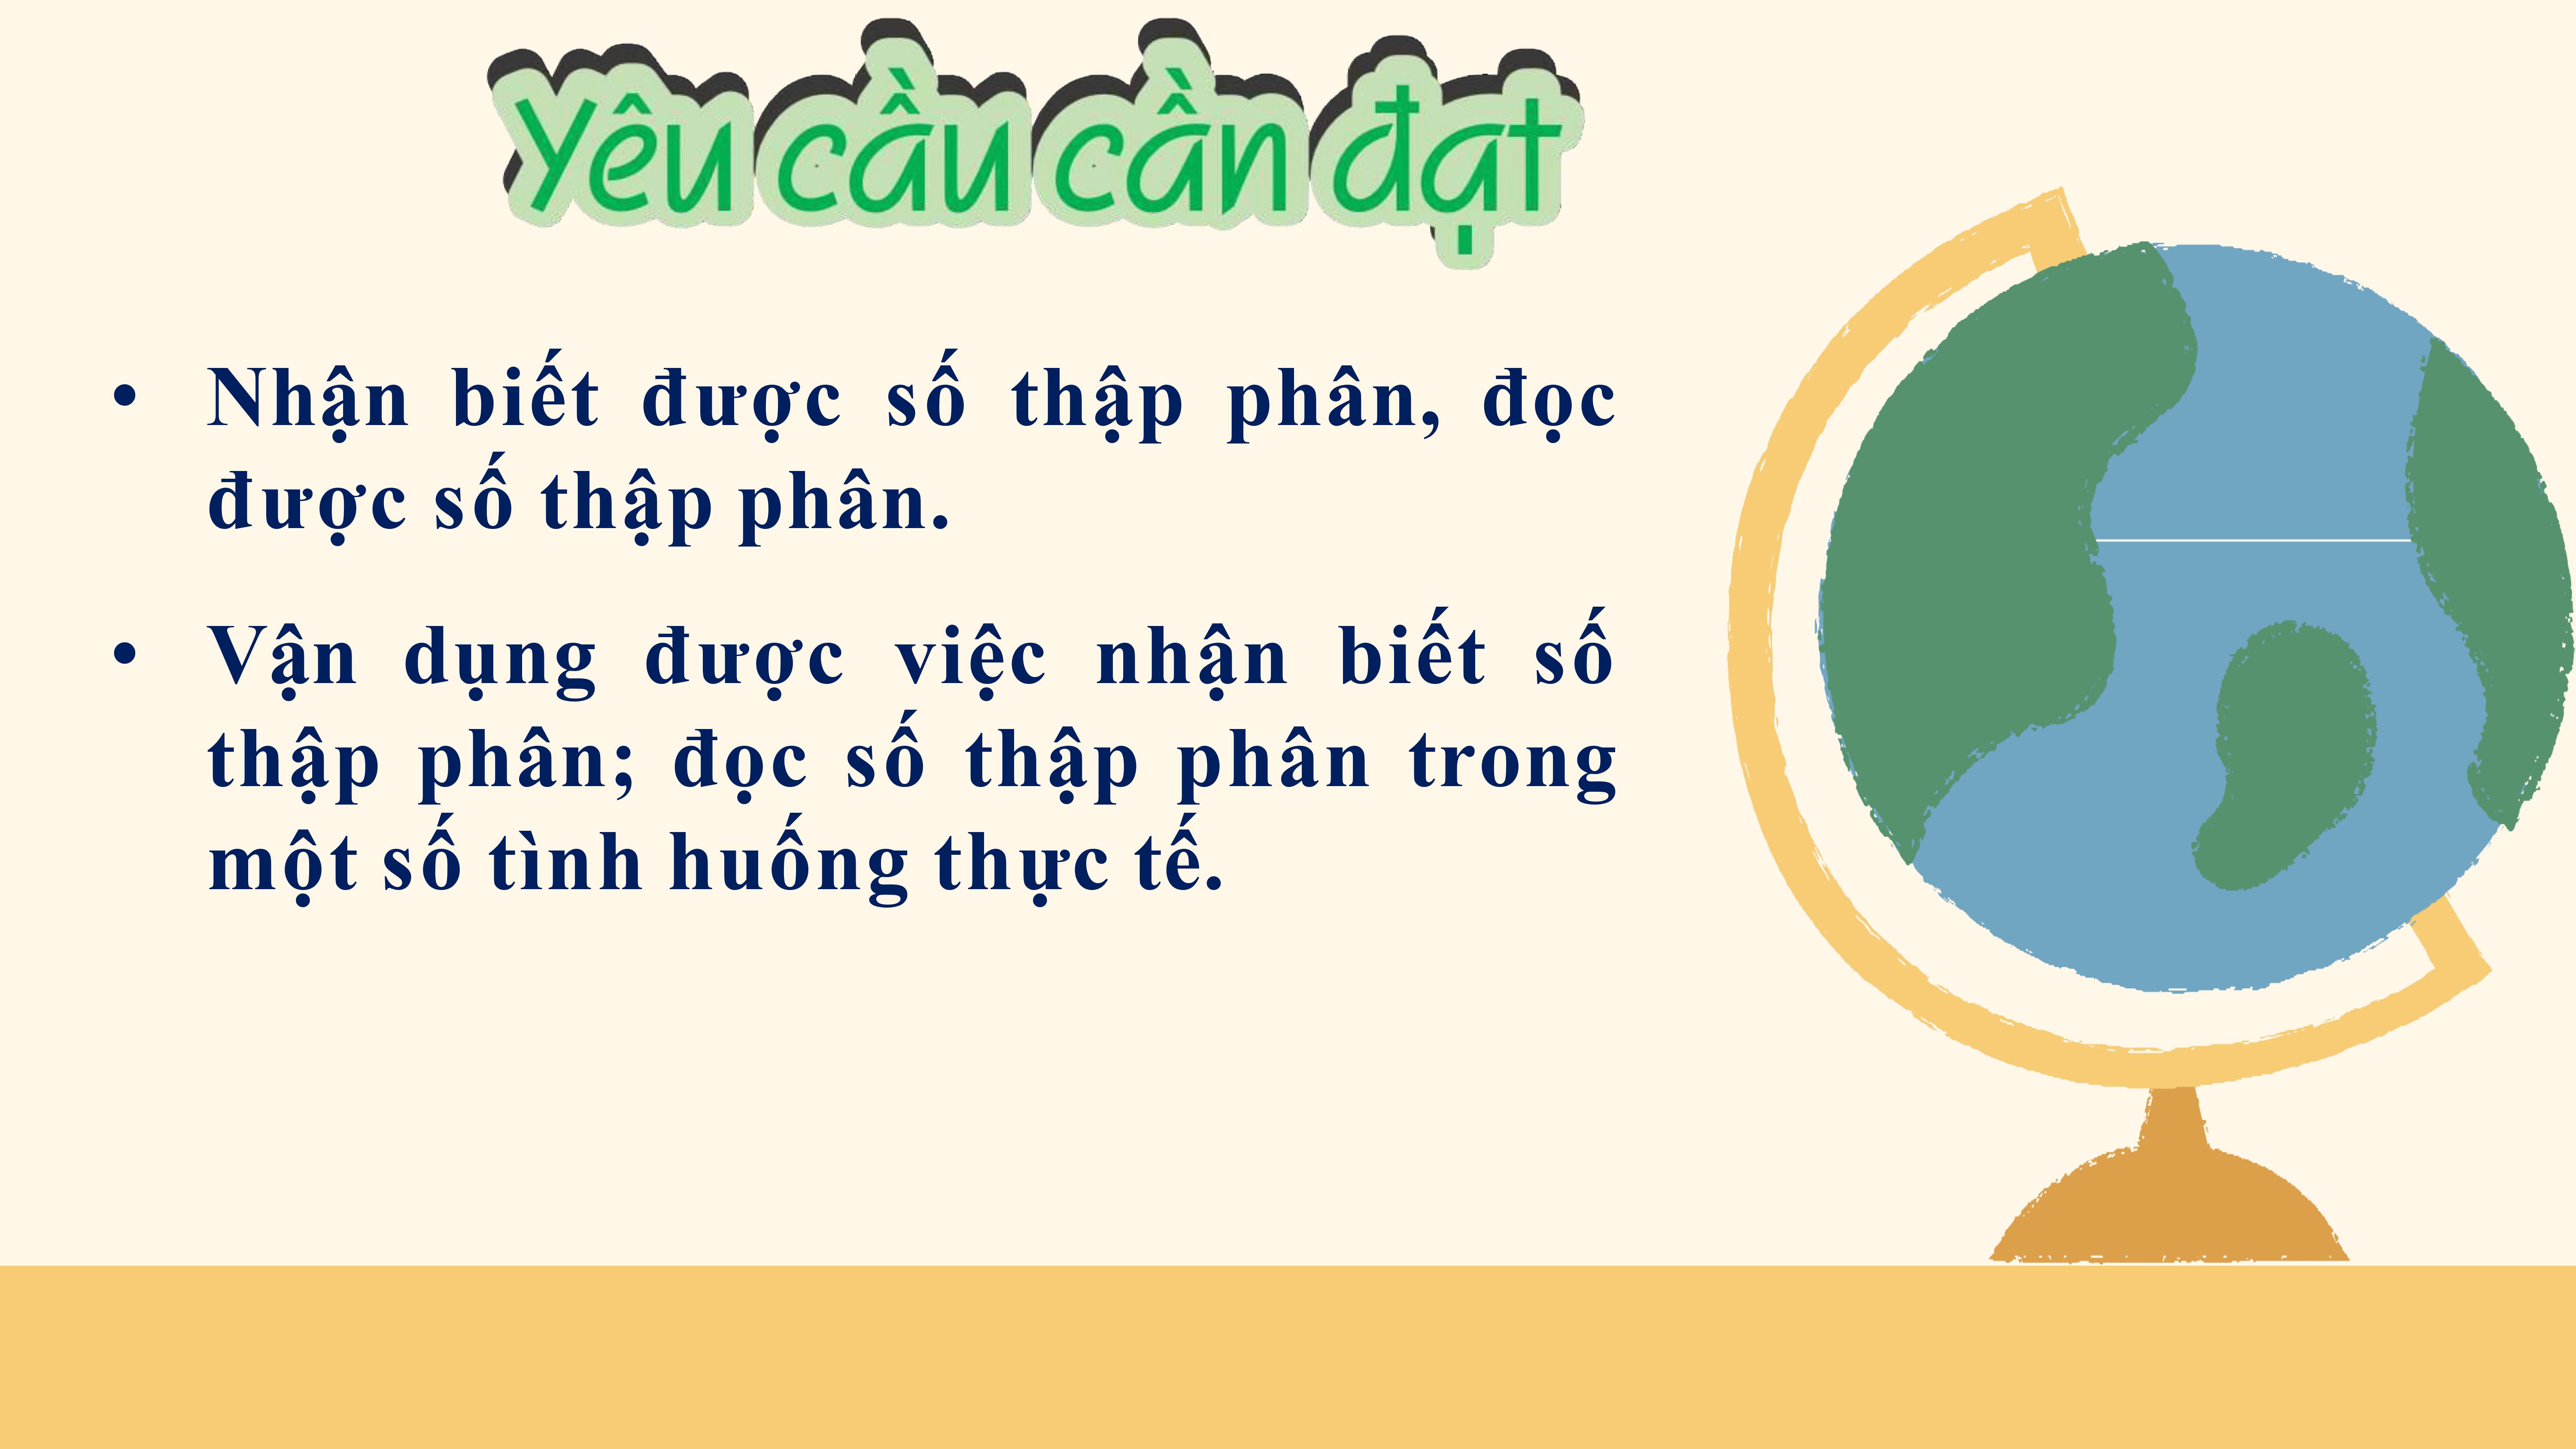 Yêu cầu cần đạt
• Nhận biết được số thập phân, đọc
được số thập phân.
• Vận dụng được việc nhận biết số
thập phân; đọc số thập phân trong
một số tình huống thực tế.